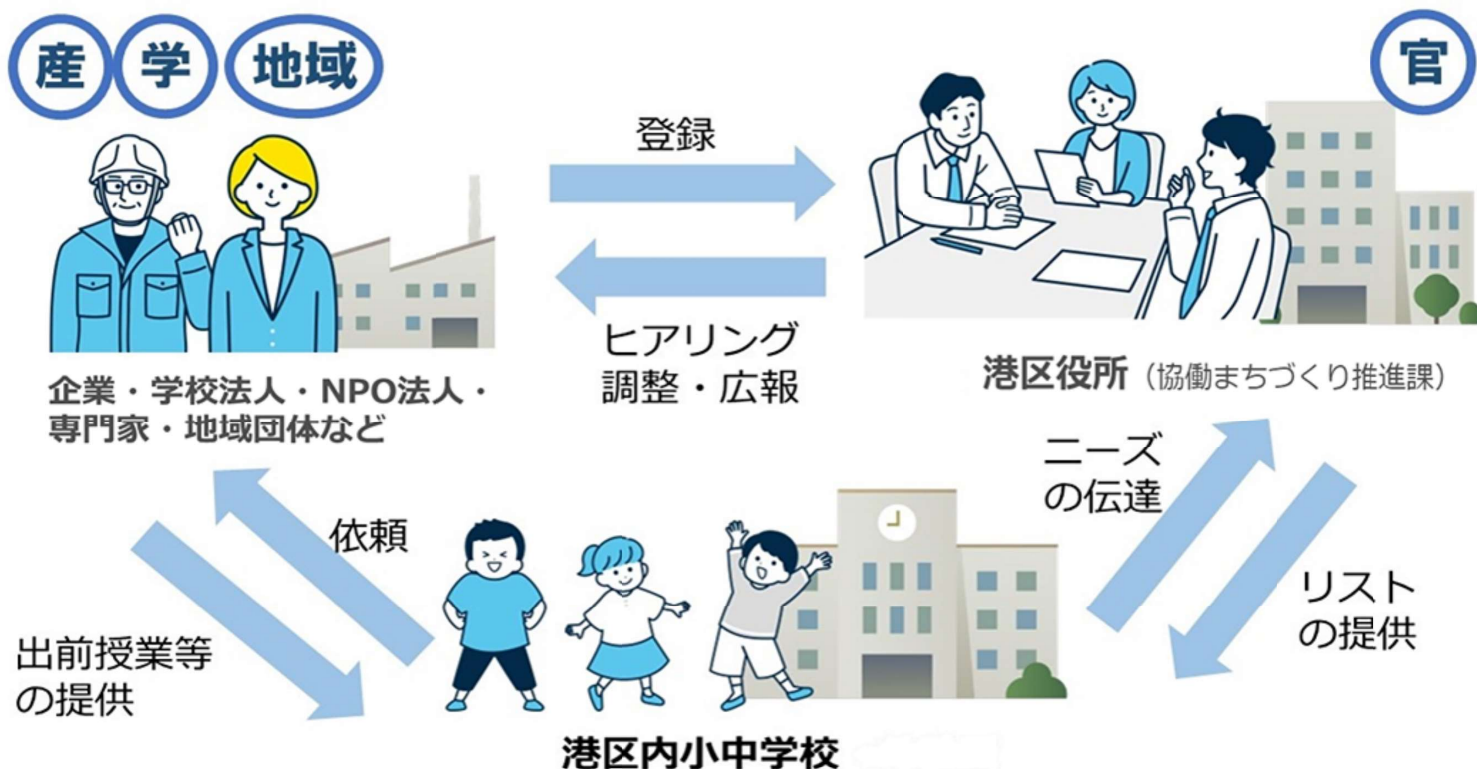 産 学 地域
官
登録
ヒアリング
調整・広報
企業・学校法人・NPO法人・
専門家・地域団体など
港区役所（協働まちづくり推進課）
ニーズ
の伝達
依頼
リスト
の提供
出前授業等
の提供
港区内小中学校